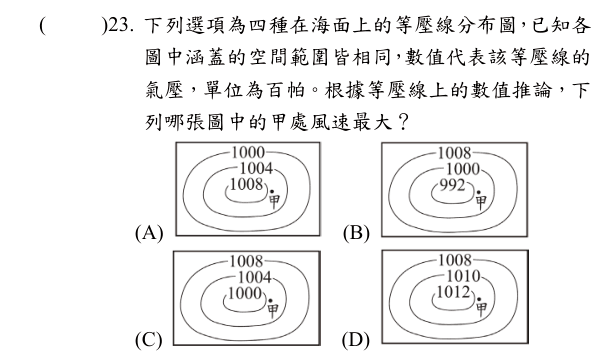 (    )23. 下列選項為四種在海面上的等壓線分布圖，已知各
圖中涵蓋的空間範圍皆相同，數值代表該等壓線的
氣壓，單位為百帕。根據等壓線上的數值推論，下
列哪張圖中的甲處風速最大？
1000
1004
1008
甲
(A)
1008
1000
992
甲
(B)
1008
1004
1000
甲
(C)
1008
1010
1012
甲
(D)